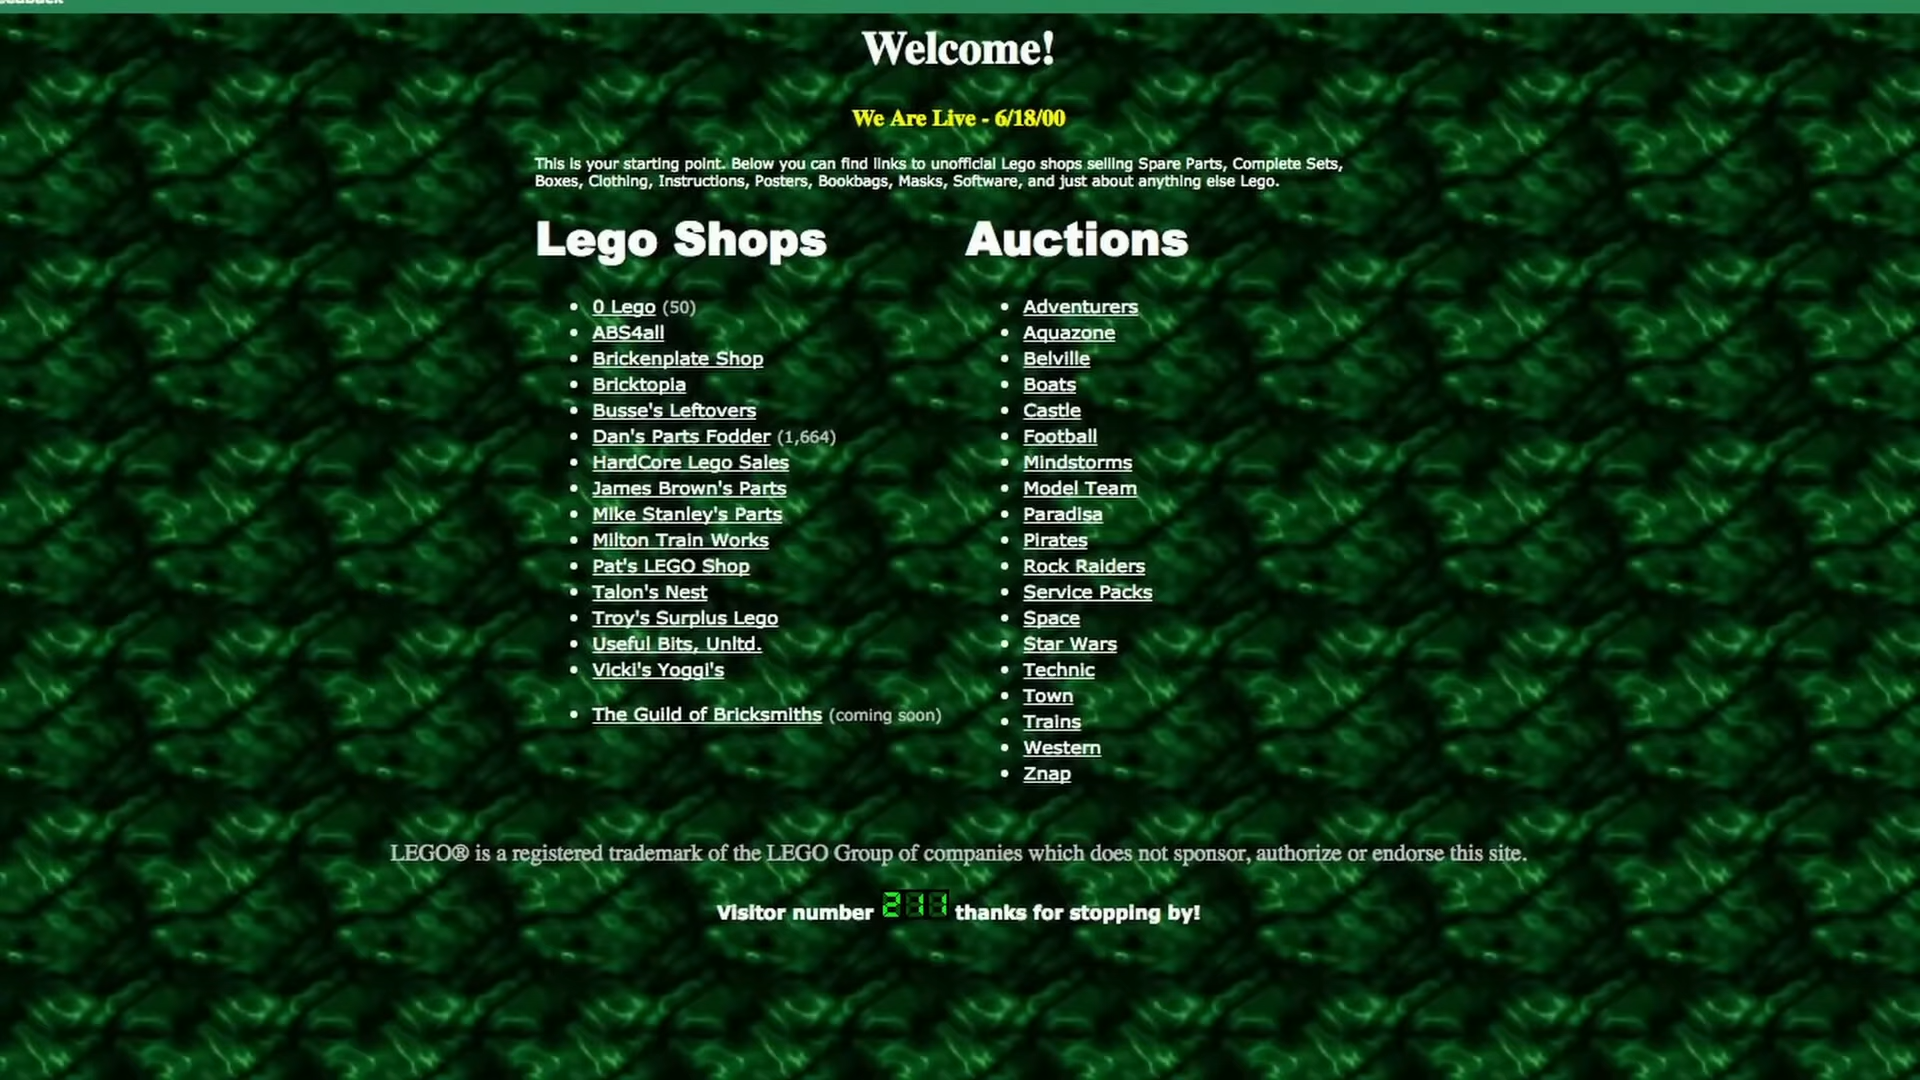 Welcome!
We Are Live - 6/18/00
This is your starting point. Below you can find links to unofficial Lego shops selling Spare Parts, Complete Sets,
Boxes, Clothing, Instructions, Posters, Bookbags, Masks, Software, and just about anything else Lego.
Lego Shops
0 Lego (50)
ABS4all
Brickenplate Shop
Bricktopia
Busse's Leftovers
Dan's Parts Fodder (1,664)
HardCore Lego Sales
James Brown's Parts
Mike Stanley's Parts
Milton Train Works
Pat's LEGO Shop
Talon's Nest
Troy's Surplus Lego
Useful Bits, Unltd.
Vicki's Yoggi's
The Guild of Bricksmiths (coming soon)
Auctions
Adventurers
Aquazone
Belville
Boats
Castle
Football
Mindstorms
Model Team
Paradisa
Pirates
Rock Raiders
Service Packs
Space
Star Wars
Technic
Town
Trains
Western
Znap
LEGO® is a registered trademark of the LEGO Group of companies which does not sponsor, authorize or endorse this site.
Visitor number 211 thanks for stopping by!